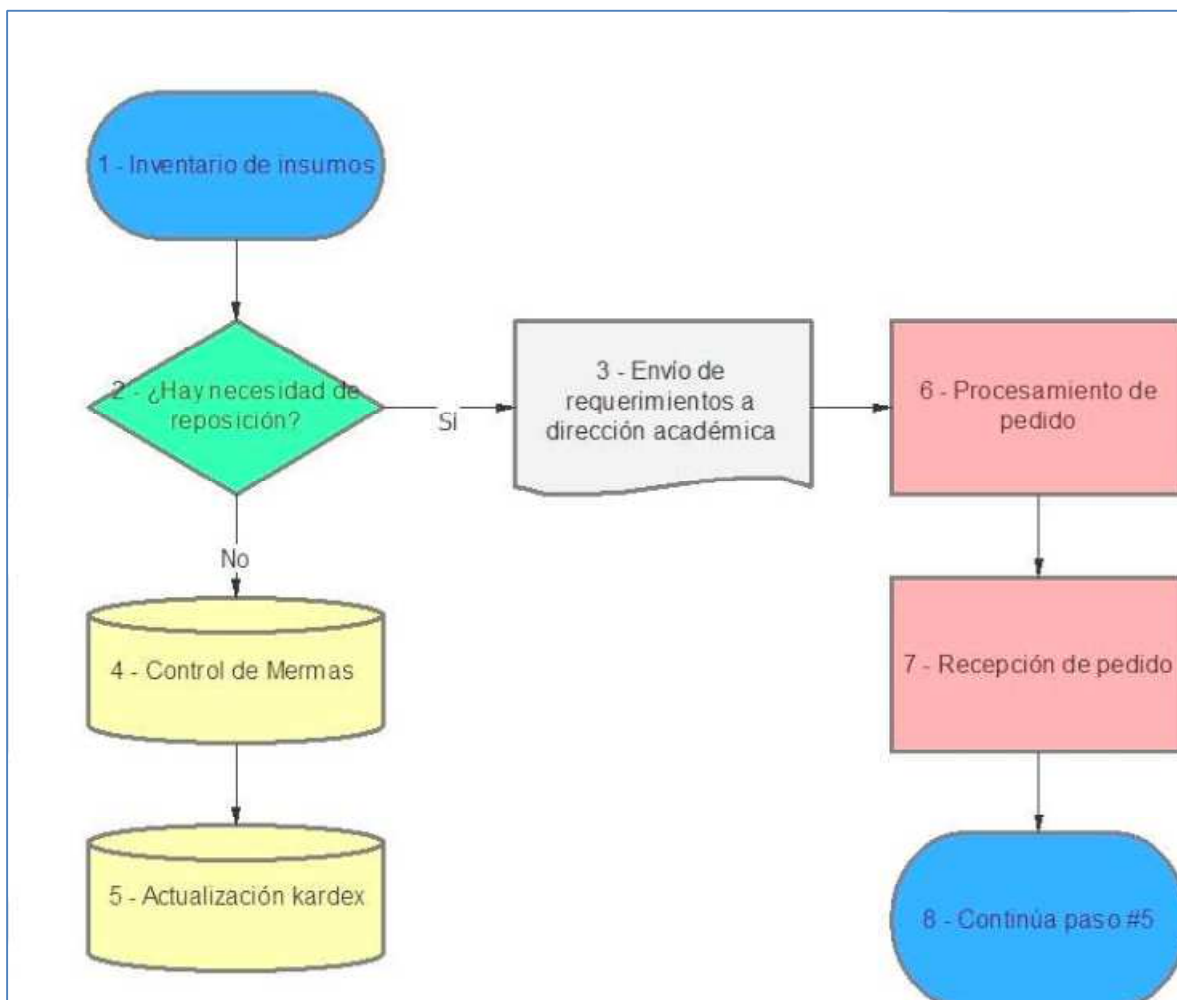 1 - Inventario de insumos
2 - ¿Hay necesidad de
reposición?
Si
3 - Envío de
requerimientos a
dirección académica
6 - Procesamiento de
pedido
No
4 - Control de Mermas
7 - Recepción de pedido
5 - Actualización kardex
8 - Continúa paso #5